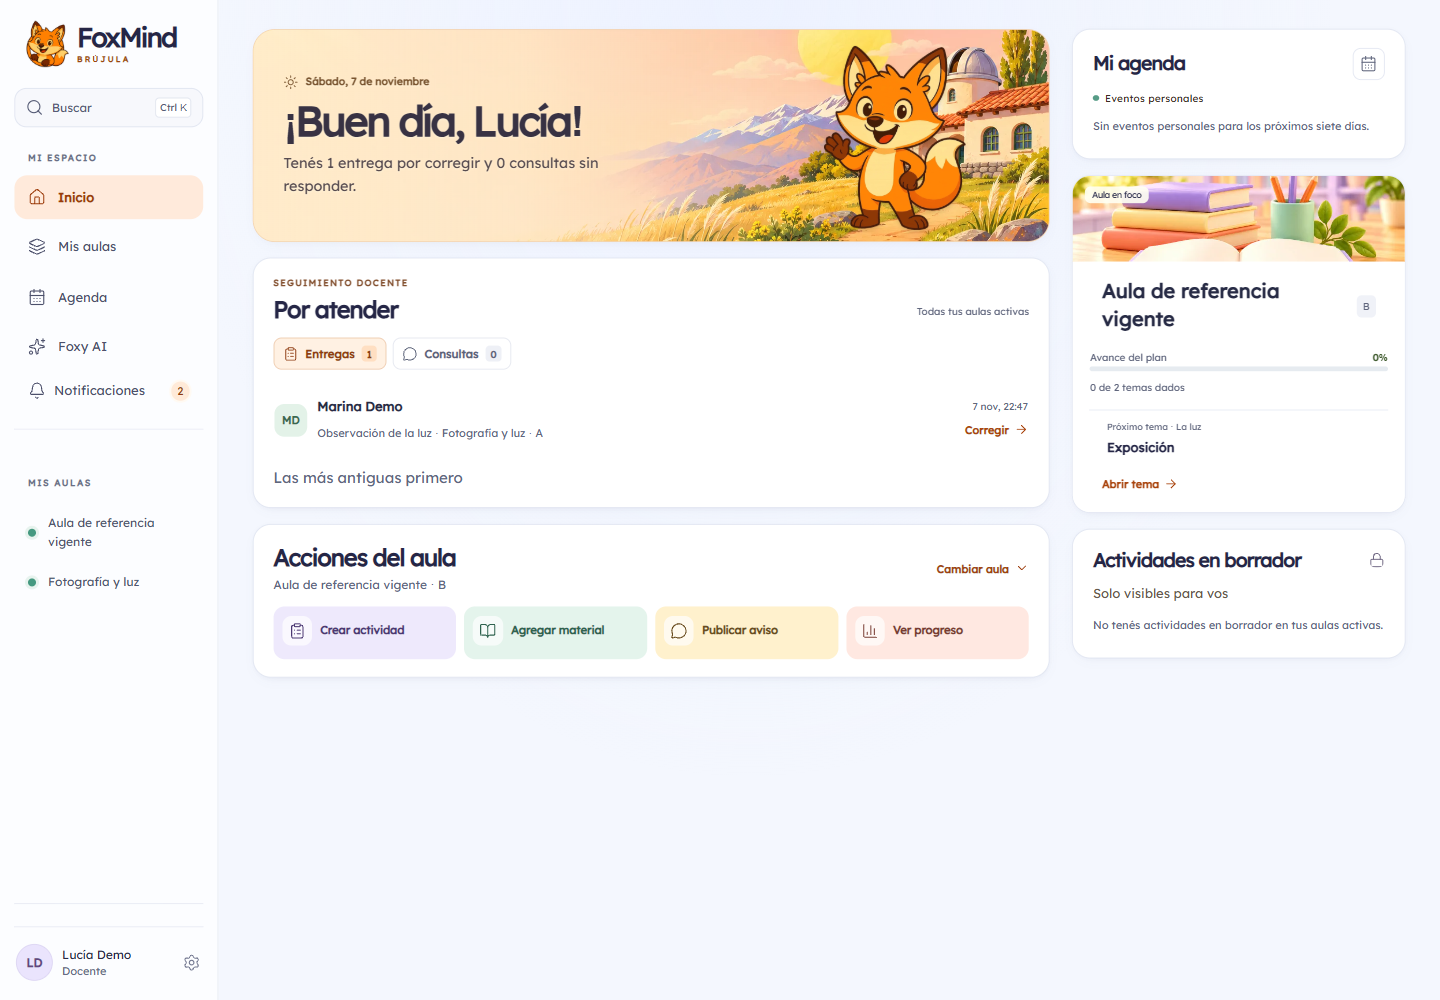 FoxMind
BRÚJULA
Buscar
Ctrl K
MI ESPACIO
Inicio
Mis aulas
Agenda
Foxy AI
Notificaciones 2
MIS AULAS
Aula de referencia
vigente
Fotografía y luz
LD
Lucía Demo
Docente
Sábado, 7 de noviembre
¡Buen día, Lucía!
Tenés 1 entrega por corregir y 0 consultas sin
responder.
SEGUIMIENTO DOCENTE
Por atender
Todas tus aulas activas
Entregas 1
Consultas 0
MD
Marina Demo
Observación de la luz · Fotografía y luz · A
7 nov, 22:47
Corregir
Las más antiguas primero
Acciones del aula
Aula de referencia vigente · B
Cambiar aula
Crear actividad
Agregar material
Publicar aviso
Ver progreso
Mi agenda
Eventos personales
Sin eventos personales para los próximos siete días.
Aula en foco
Aula de referencia
vigente
B
Avance del plan 0%
0 de 2 temas dados
Próximo tema · La luz
Exposición
Abrir tema
Actividades en borrador
Solo visibles para vos
No tenés actividades en borrador en tus aulas activas.